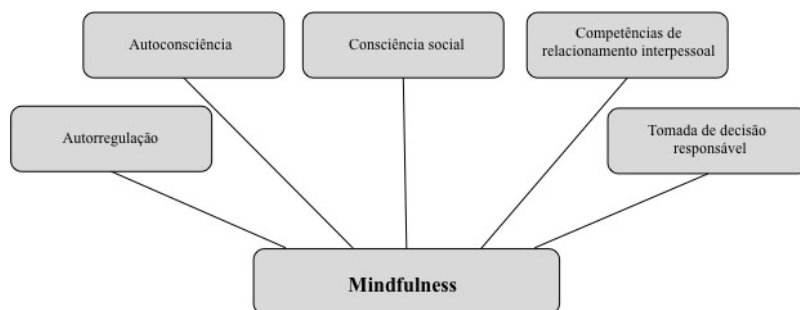 Autoconsciência
Consciência social
Competências de
relacionamento interpessoal
Autorregulação
Tomada de decisão
responsável
Mindfulness